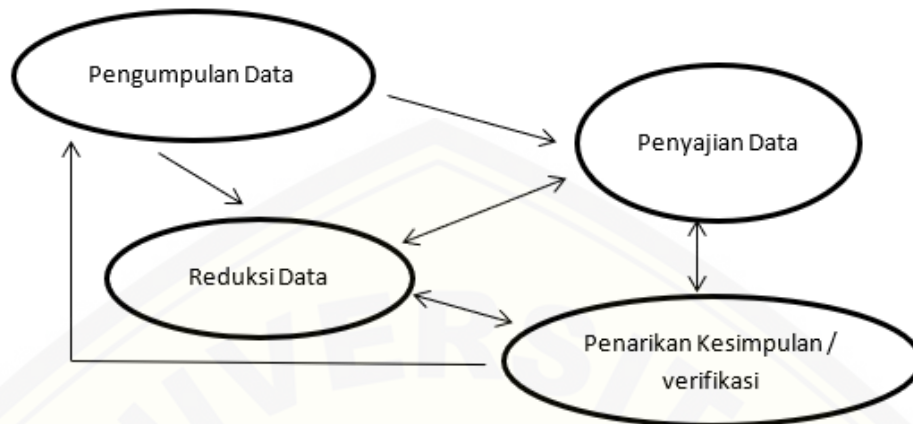 Pengumpulan Data
Penyajian Data
Reduksi Data
Penarikan Kesimpulan /
verifikasi